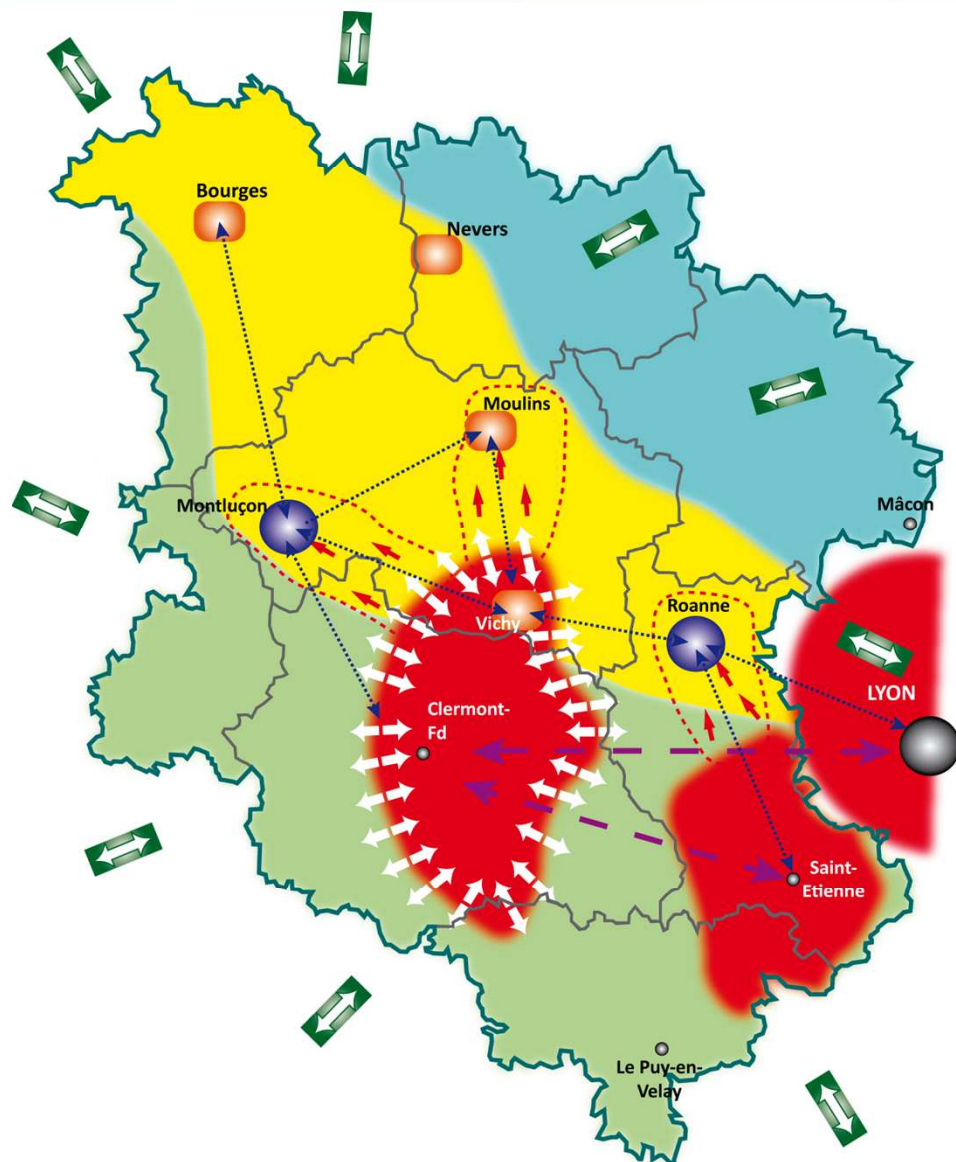 Bourges
Nevers
Moulins
Montluçon
Mâcon
Roanne
Vichy
LYON
Clermont-
Fd
Saint-
Etienne
Le Puy-en-
Velay